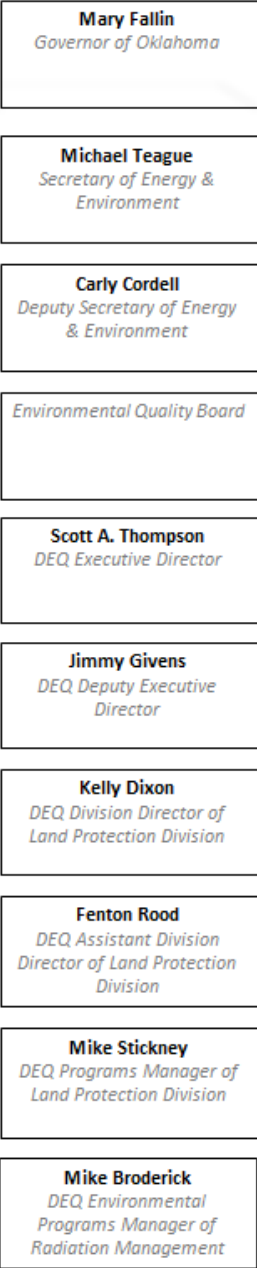 Mary Fallin
Governor of Oklahoma
Michael Teague
Secretary of Energy &
Environment
Carly Cordell
Deputy Secretary of Energy
& Environment
Environmental Quality Board
Scott A. Thompson
DEQ Executive Director
Jimmy Givens
DEQ Deputy Executive
Director
Kelly Dixon
DEQ Division Director of
Land Protection Division
Fenton Rood
DEQ Assistant Division
Director of Land Protection
Division
Mike Stickney
DEQ Programs Manager of
Land Protection Division
Mike Broderick
DEQ Environmental
Programs Manager of
Radiation Management